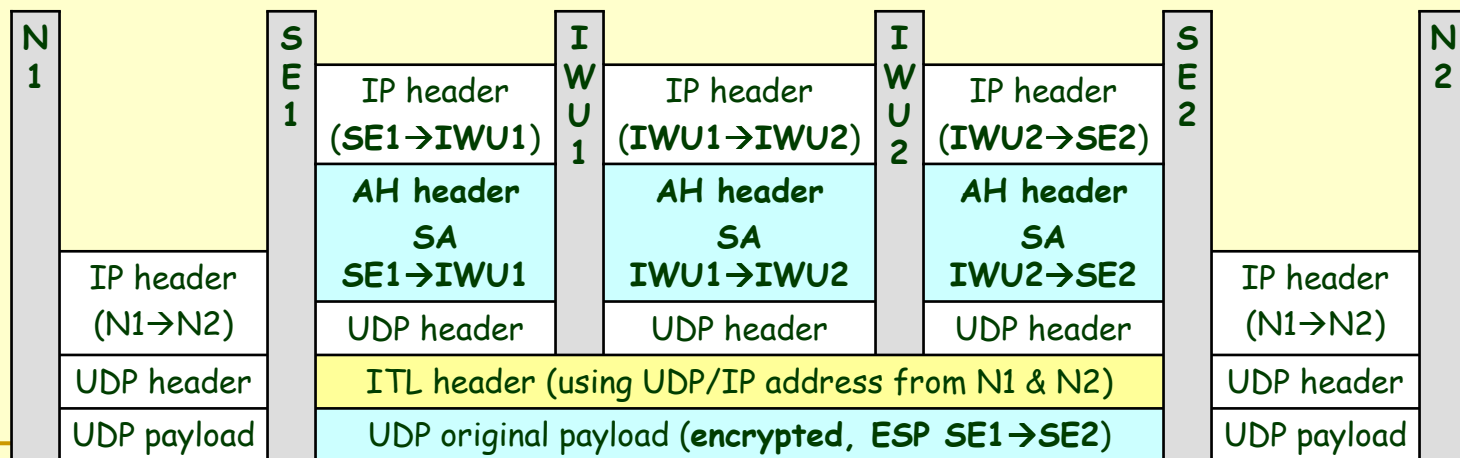 N
1
S
E
1
I
W
U
1
I
W
U
2
S
E
2
N
2
IP header
(SE1→IWU1)
IP header
(IWU1→IWU2)
IP header
(IWU2→SE2)
AH header
SA
SE1→IWU1
AH header
SA
IWU1→IWU2
AH header
SA
IWU2→SE2
IP header
(N1→N2)
IP header
(N1→N2)
UDP header
UDP header
UDP header
UDP header
ITL header (using UDP/IP address from N1 & N2)
UDP header
UDP payload
UDP original payload (encrypted, ESP SE1→SE2)
UDP payload